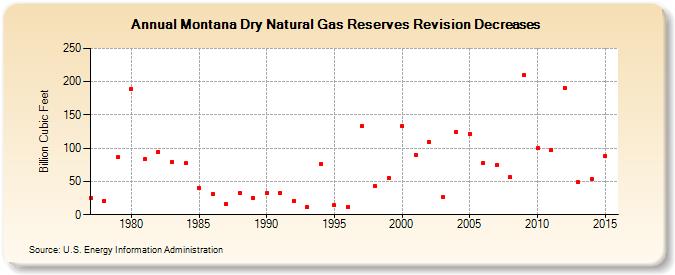 Annual Montana Dry Natural Gas Reserves Revision Decreases
Billion Cubic Feet
250
200
150
100
50
0
1980 1985 1990 1995 2000 2005 2010 2015
Source: U.S. Energy Information Administration